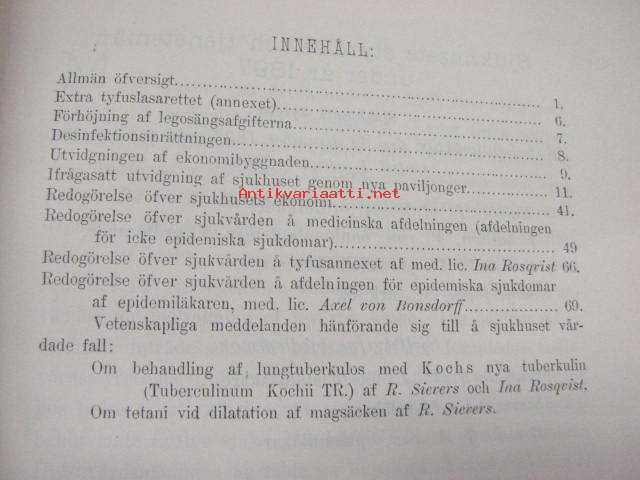 INNEHÅLL:
Allmän öfversigt 1.
Extra tyfuslasarettet (annexet) 6.
Förhöjning af legosängsafgifterna 7.
Desinfektionsinrättningen 8.
Utvidgningen af ekonomibyggnaden 9.
Ifrågasatt utvidgning af sjukhuset genom nya paviljonger 11.
Antikvariaatti.net
Redogörelse öfver sjukhusets ekonomi 41.
Redogörelse öfver sjukvården å medicinska afdelningen (afdelningen
för icke epidemiska sjukdomar) 49
Redogörelse öfver sjukvården å tyfusannexet af med. lic. Ina Rosqvist 66.
Redogörelse öfver sjukvården å afdelningen för epidemiska sjukdomar
af epidemiläkaren, med. lic. Axel von Bonsdorff 69.
Vetenskapliga meddelanden hänförande sig till å sjukhuset vår-
dade fall:
Om behandling af lungtuberkulos med Kochs nya tuberkulin
(Tuberculinum Kochii TR.) af R. Sievers och Ina Rosqvist.
Om tetani vid dilatation af magsäcken af R. Sievers.